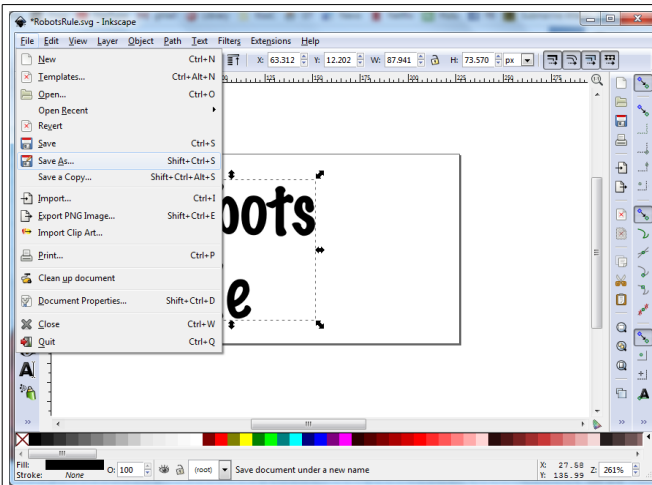 *RobotsRule.svg - Inkscape
File Edit View Layer Object Path Text Filters Extensions Help
New Ctrl+N
X: 63.312 Y: 12.202 W: 87.941 H: 73.570 px
Templates... Ctrl+Alt+N
Open... Ctrl+O
Open Recent
Revert
Save Ctrl+S
Save As... Shift+Ctrl+S
Save a Copy... Shift+Ctrl+Alt+S
Import... Ctrl+I
Export PNG Image... Shift+Ctrl+E
Import Clip Art...
Print... Ctrl+P
Clean up document
Document Properties... Shift+Ctrl+D
Close Ctrl+W
Quit Ctrl+Q
bots
e
Fill:
Stroke: None
O: 100
(root)
Save document under a new name
X: 27.58
Y: 135.99
Z: 261%